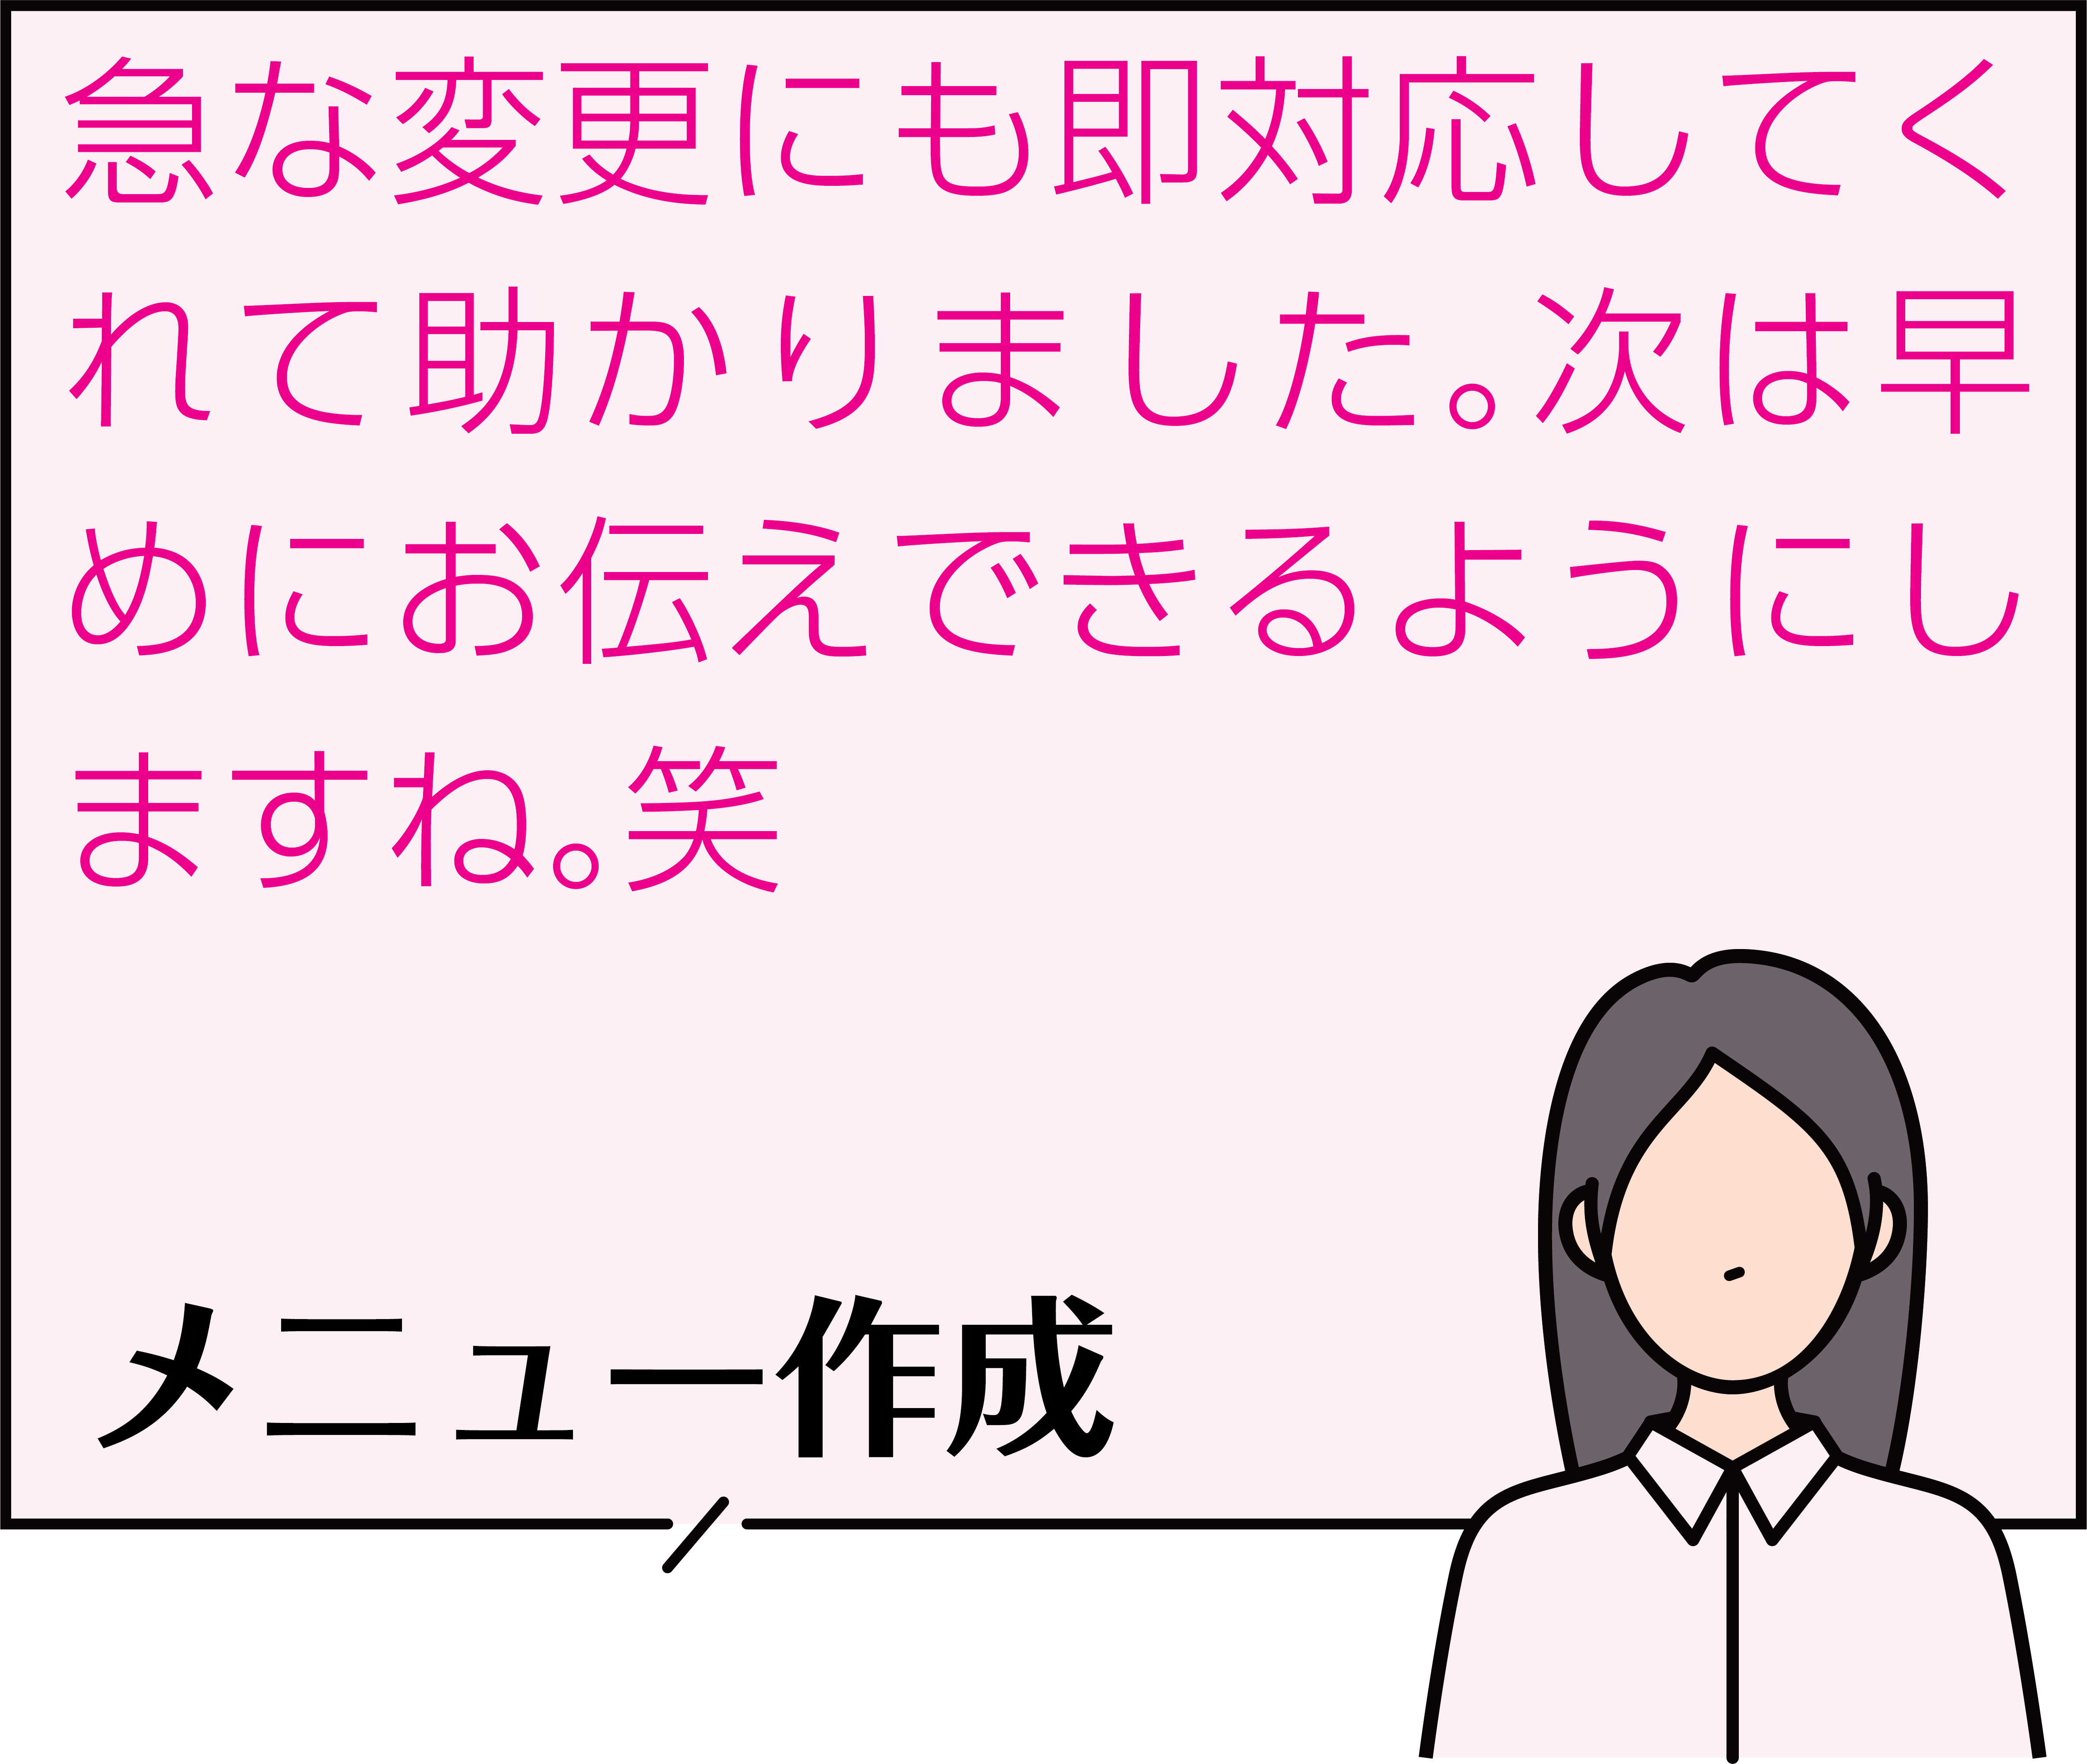 急な変更にも即対応してく
れて助かりました。次は早
めにお伝えできるようにし
ますね。笑
メニュー作成